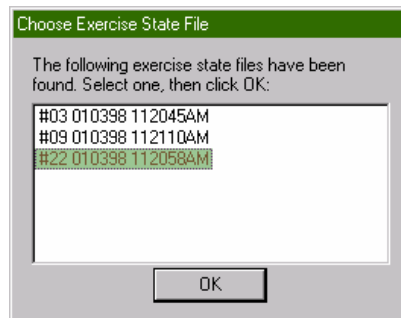 Choose Exercise State File
The following exercise state files have been
found. Select one, then click OK:
#03 010398 112045AM
#09 010398 112110AM
#22 010398 112058AM
OK